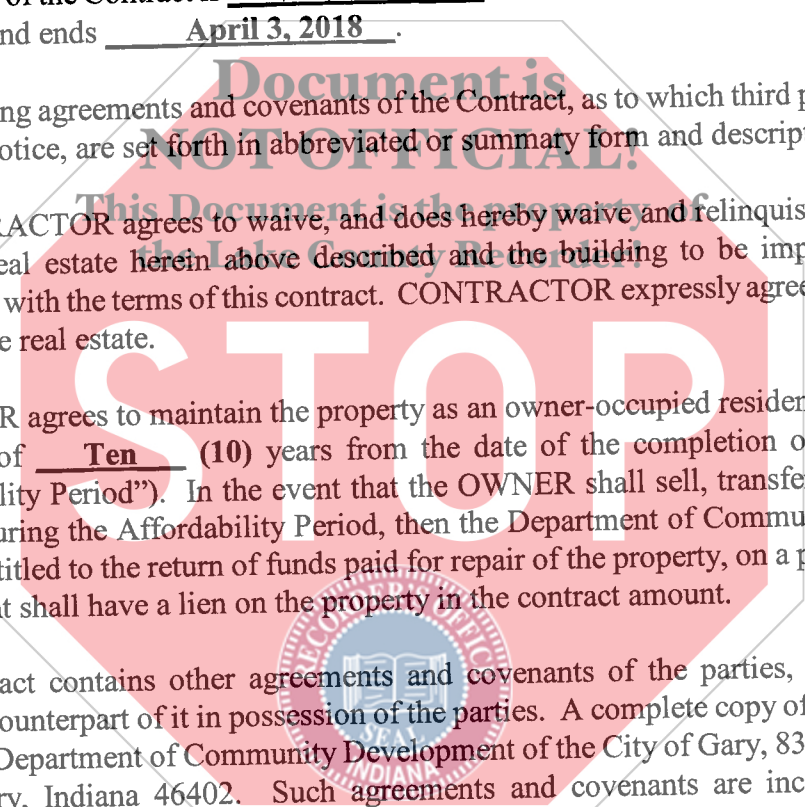 of the Contract is
nd ends April 3, 2018.
Document is
ng agreements and covenants of the Contract, as to which third p
NOT OFFICIAL!
otice, are set forth in abbreviated or summary form and descript
This Document is the property of
RACTOR agrees to waive, and does hereby waive and relinquis
the Lake County Recorder!
eal estate herein above described and the building to be imp
with the terms of this contract. CONTRACTOR expressly agree
e real estate.
STOP
R agrees to maintain the property as an owner-occupied residen
of Ten (10) years from the date of the completion o
lity Period"). In the event that the OWNER shall sell, transfe
uring the Affordability Period, then the Department of Commu
titled to the return of funds paid for repair of the property, on a p
t shall have a lien on the property in the contract amount.
RECORDER'S OFFICE
act contains other agreements and covenants of the parties,
ounterpart of it in possession of the parties. A complete copy of
SEAL
Department of Community Development of the City of Gary, 83
INDIANA
ry, Indiana 46402. Such agreements and covenants are inc